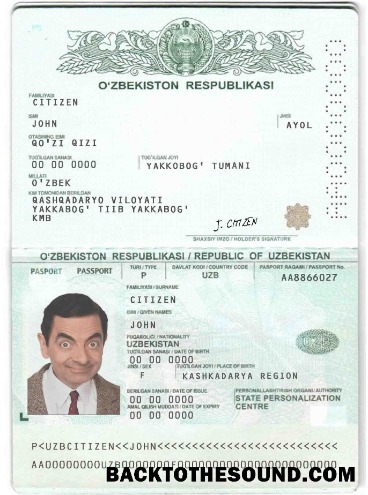 O'ZBEKISTON RESPUBLIKASI
FAMILIYASI
CITIZEN
ISMI
JOHN
JINSI
AYOL
OTASINING ISMI
QO'ZI QIZI
TUG'ILGAN SANASI
00 00 0000
TUG'ILGAN JOYI
YAKKOBOG' TUMANI
MILLATI
O'ZBEK
KIM TOMONIDAN BERILGAN
QASHQADARYO VILOYATI
YAKKABOG' TIIB YAKKABOG'
KMB
J. CITIZEN
SHAXSIY IMZO / HOLDER'S SIGNATURE
O'ZBEKISTON RESPUBLIKASI / REPUBLIC OF UZBEKISTAN
PASPORT PASSPORT
TURI / TYPE
P
DAVLAT KODI / COUNTRY CODE
UZB
PASPORT RAQAMI / PASSPORT No
AA8866027
FAMILIYASI / SURNAME
CITIZEN
ISMI / GIVEN NAMES
JOHN
FUQAROLIGI / NATIONALITY
UZBEKISTAN
TUG'ILGAN SANASI / DATE OF BIRTH
00 00 0000
JINSI / SEX
F
TUG'ILGAN JOYI / PLACE OF BIRTH
KASHKADARYA REGION
BERILGAN SANASI / DATE OF ISSUE
00 00 0000
PERSONALLASHTIRISH ORGANI / AUTHORITY
STATE PERSONALIZATION
CENTRE
AMAL QILISH MUDDATI / DATE OF EXPIRY
00 00 0000
P<UZBCITIZEN<<JOHN<<<<<<<<<<<<<<<<<<<<<<<<<<
BACKTOTHESOUND.COM